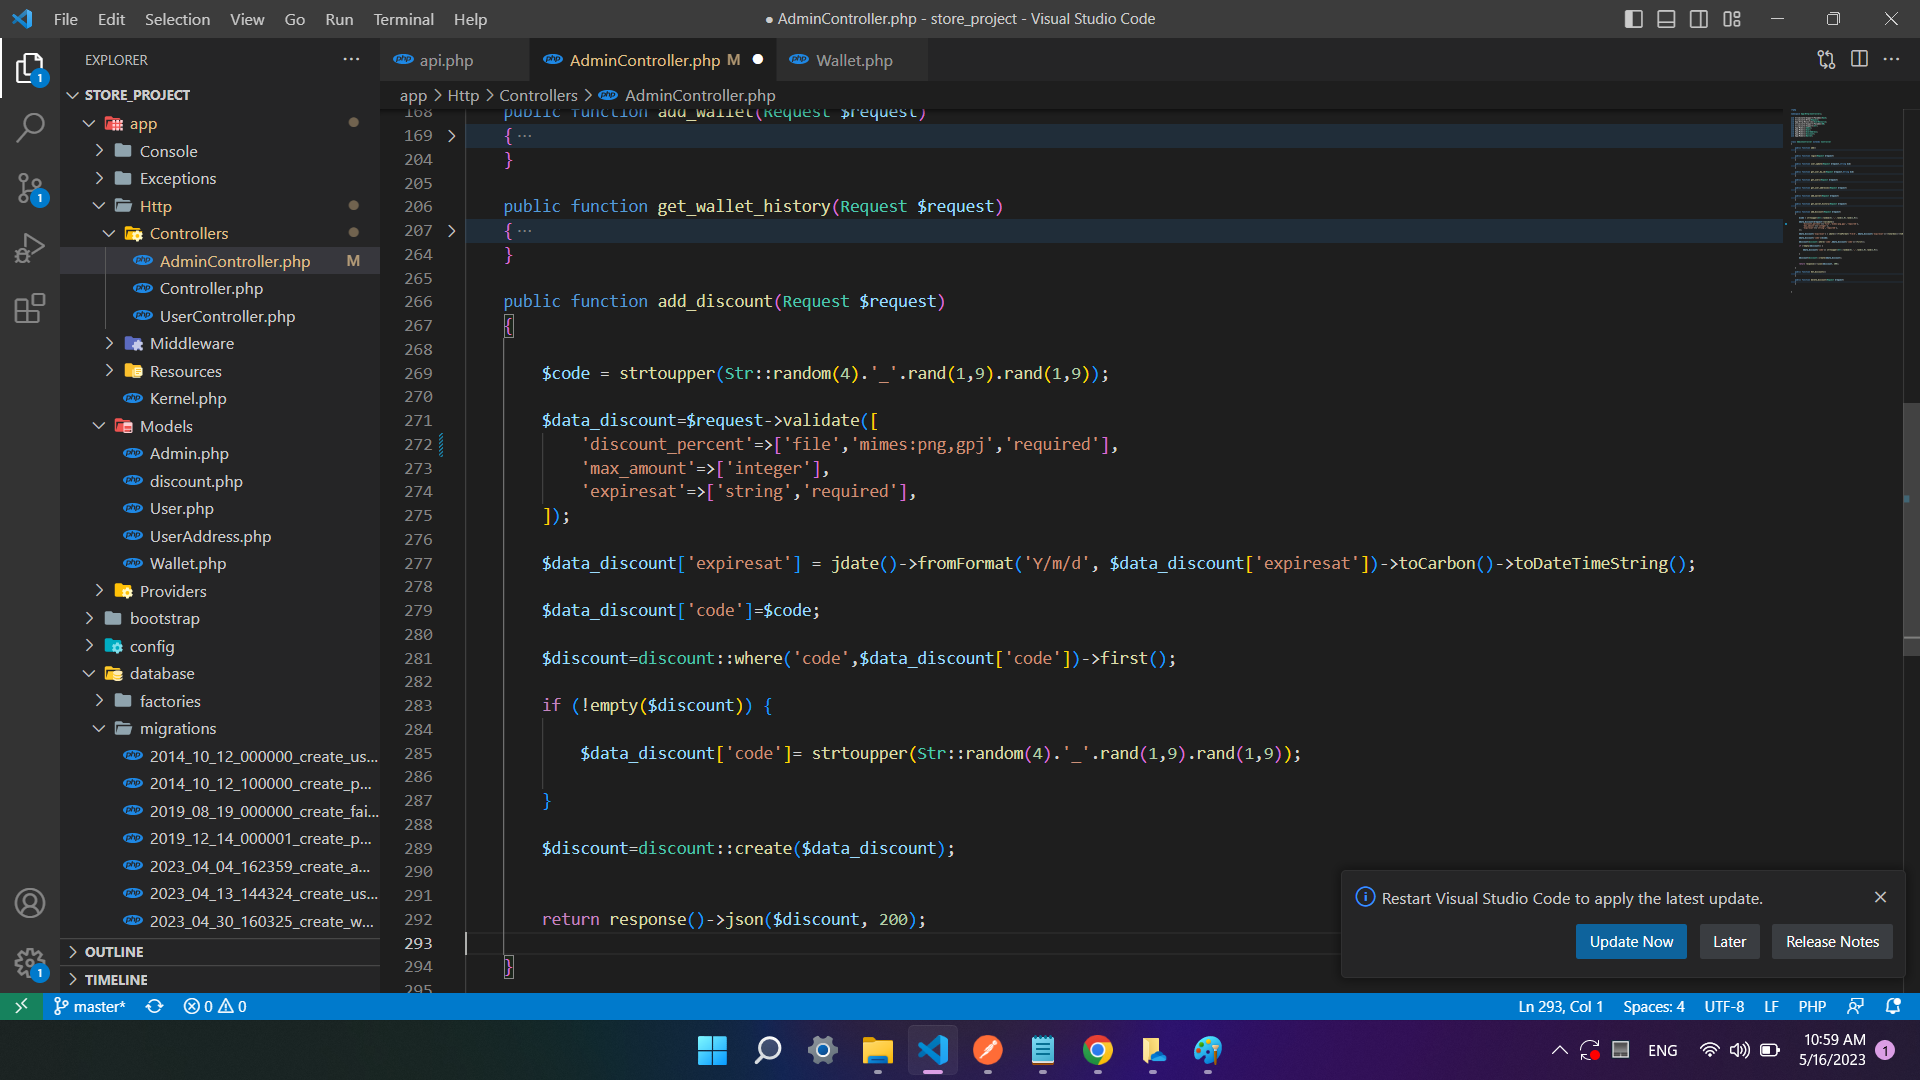 File Edit Selection View Go Run Terminal Help
● AdminController.php - store_project - Visual Studio Code
EXPLORER
STORE_PROJECT
app
Console
Exceptions
Http
Controllers
AdminController.php M
Controller.php
UserController.php
Middleware
Resources
Kernel.php
Models
Admin.php
discount.php
User.php
UserAddress.php
Wallet.php
Providers
bootstrap
config
database
factories
migrations
2014_10_12_000000_create_us...
2014_10_12_100000_create_p...
2019_08_19_000000_create_fai...
2019_12_14_000001_create_p...
2023_04_04_162359_create_a...
2023_04_13_144324_create_us...
2023_04_30_160325_create_w...
OUTLINE
TIMELINE
api.php
AdminController.php M
Wallet.php
app > Http > Controllers > AdminController.php
168 public function add_wallet(Request $request)
169 { ...
204 }
205
206 public function get_wallet_history(Request $request)
207 { ...
264 }
265
266 public function add_discount(Request $request)
267 {
268
269 $code = strtoupper(Str::random(4).'_'.rand(1,9).rand(1,9));
270
271 $data_discount=$request->validate([
272 'discount_percent'=>['file','mimes:png,gpj','required'],
273 'max_amount'=>['integer'],
274 'expiresat'=>['string','required'],
275 ]);
276
277 $data_discount['expiresat'] = jdate()->fromFormat('Y/m/d', $data_discount['expiresat'])->toCarbon()->toDateTimeString();
278
279 $data_discount['code']=$code;
280
281 $discount=discount::where('code',$data_discount['code'])->first();
282
283 if (!empty($discount)) {
284
285 $data_discount['code']= strtoupper(Str::random(4).'_'.rand(1,9).rand(1,9));
286
287 }
288
289 $discount=discount::create($data_discount);
290
291
292 return response()->json($discount, 200);
293
294 }
295
Restart Visual Studio Code to apply the latest update.
Update Now Later Release Notes
master* 0 0
Ln 293, Col 1 Spaces: 4 UTF-8 LF PHP
ENG
10:59 AM
5/16/2023
1